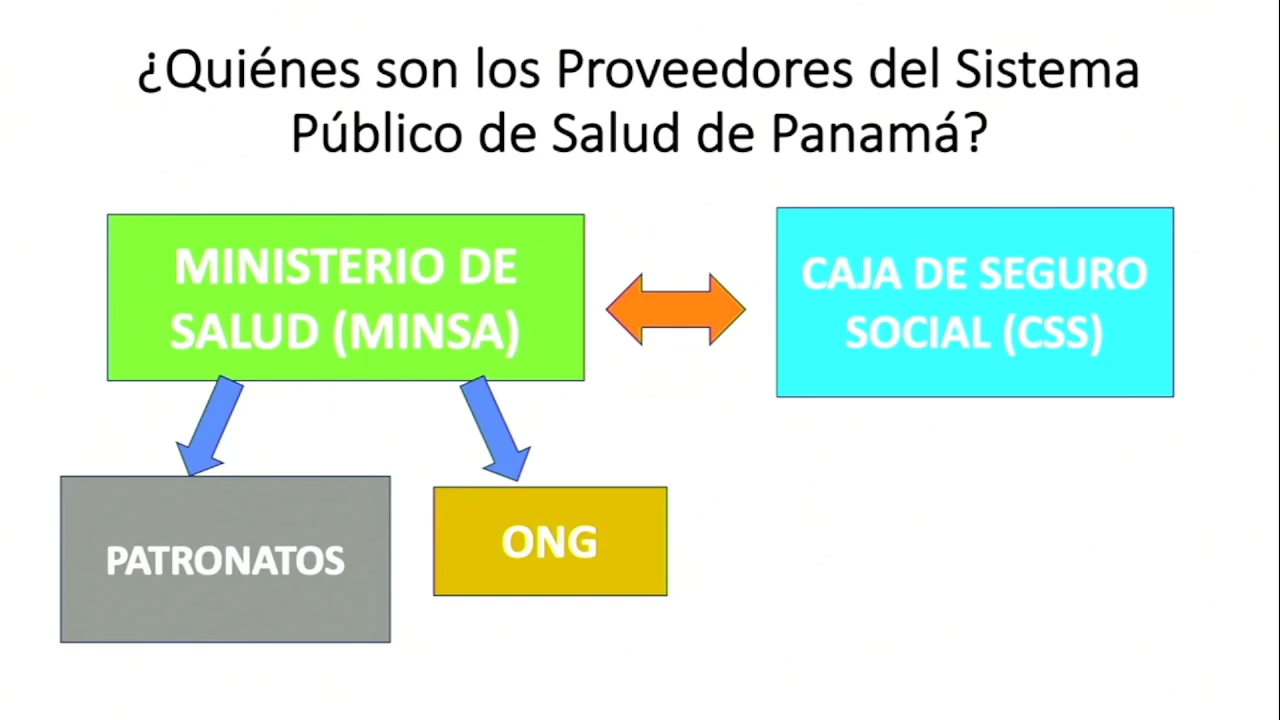 ¿Quiénes son los Proveedores del Sistema
Público de Salud de Panamá?
MINISTERIO DE
SALUD (MINSA)
CAJA DE SEGURO
SOCIAL (CSS)
PATRONATOS
ONG